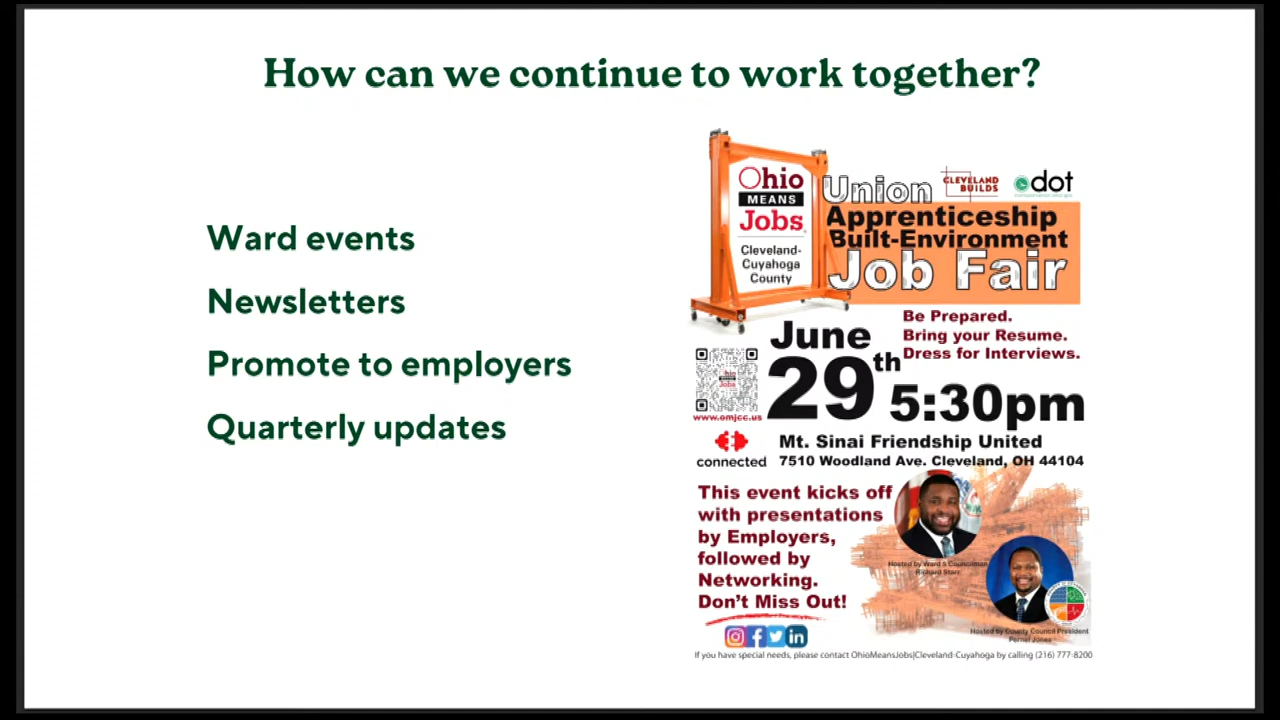 How can we continue to work together?
Ward events
Newsletters
Promote to employers
Quarterly updates
Ohio
MEANS
Jobs
Cleveland-
Cuyahoga
County
Union
CLEVELAND
BUILDS
dot
Apprenticeship
Built-Environment
Job Fair
Be Prepared.
Bring your Resume.
Dress for Interviews.
June
29th
5:30pm
www.omjcc.us
connected
Mt. Sinai Friendship United
7510 Woodland Ave. Cleveland, OH 44104
This event kicks off
with presentations
by Employers,
followed by
Networking.
Don't Miss Out!
Hosted by Ward 5 Councilman
Richard Starr
Hosted by County Council President
Pernel Jones
If you have special needs, please contact OhioMeansJobs|Cleveland-Cuyahoga by calling (216) 777-8200